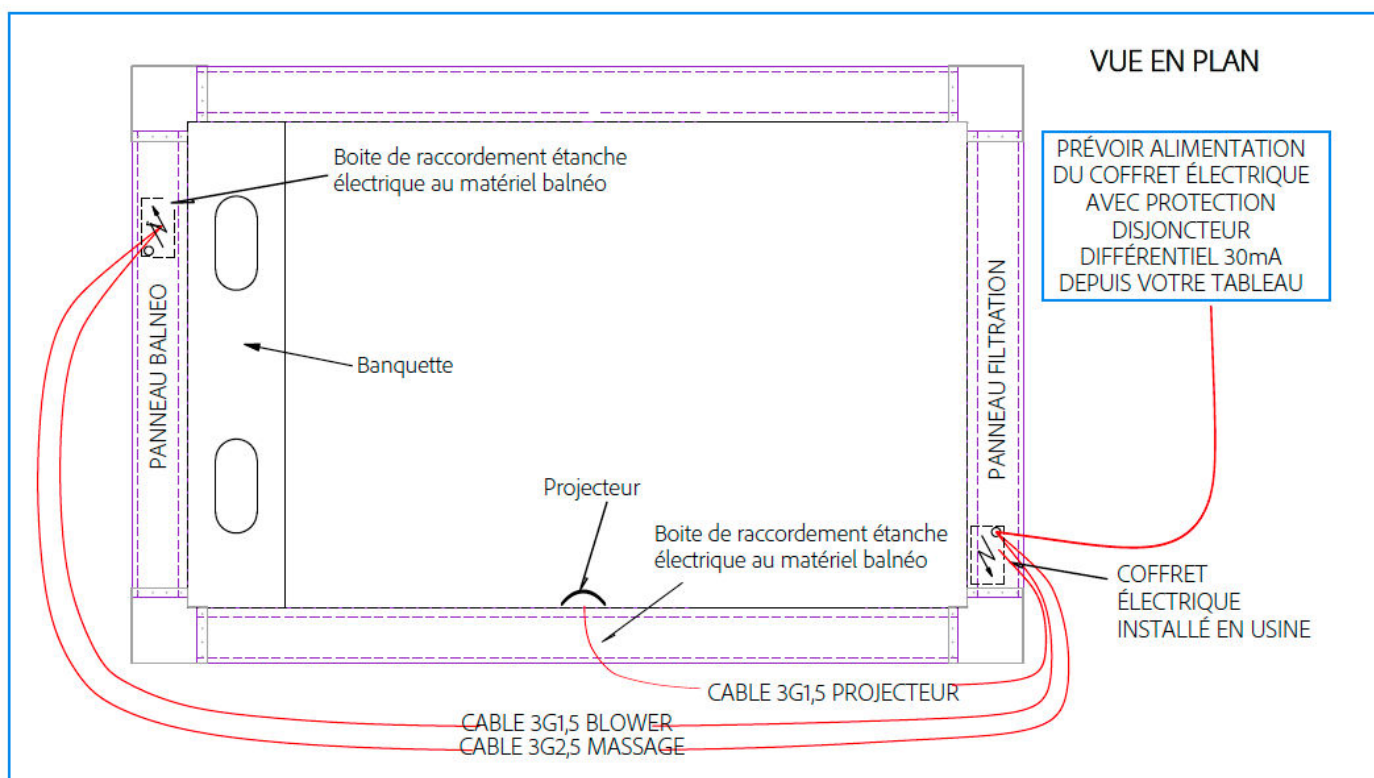 VUE EN PLAN
PRÉVOIR ALIMENTATION
DU COFFRET ÉLECTRIQUE
AVEC PROTECTION
DISJONCTEUR
DIFFÉRENTIEL 30mA
DEPUIS VOTRE TABLEAU
Boite de raccordement étanche
électrique au matériel balnéo
PANNEAU BALNEO
Banquette
PANNEAU FILTRATION
Projecteur
Boite de raccordement étanche
électrique au matériel balnéo
COFFRET
ÉLECTRIQUE
INSTALLÉ EN USINE
CABLE 3G1,5 PROJECTEUR
CABLE 3G1,5 BLOWER
CABLE 3G2,5 MASSAGE